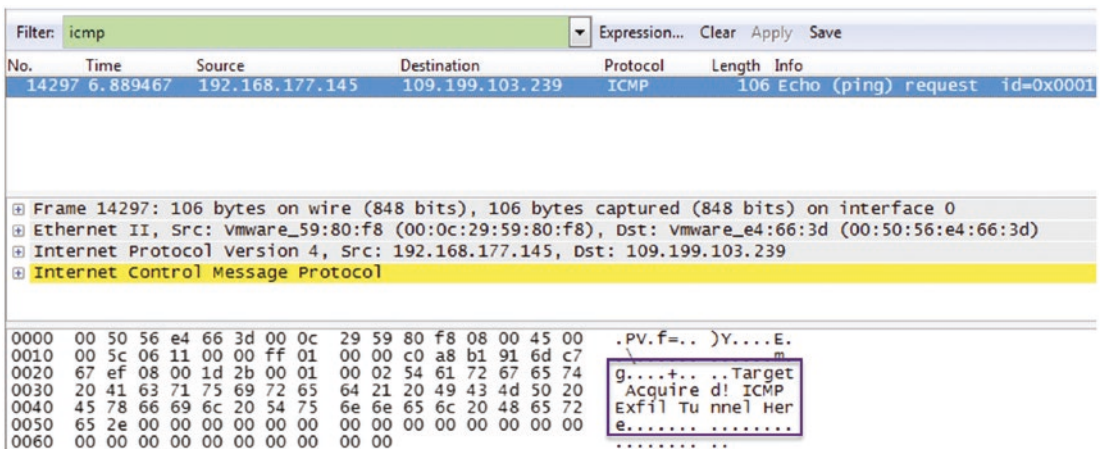 Filter: icmp Expression... Clear Apply Save
No. Time Source Destination Protocol Length Info
14297 6.889467 192.168.177.145 109.199.103.239 ICMP 106 Echo (ping) request id=0x0001
Frame 14297: 106 bytes on wire (848 bits), 106 bytes captured (848 bits) on interface 0
Ethernet II, Src: Vmware_59:80:f8 (00:0c:29:59:80:f8), Dst: Vmware_e4:66:3d (00:50:56:e4:66:3d)
Internet Protocol Version 4, Src: 192.168.177.145, Dst: 109.199.103.239
Internet Control Message Protocol
0000 00 50 56 e4 66 3d 00 0c 29 59 80 f8 08 00 45 00 .PV.f=.. )Y....E.
0010 00 5c 06 11 00 00 ff 01 00 00 c0 a8 b1 91 6d c7 .\............m.
0020 67 ef 08 00 1d 2b 00 01 00 02 54 61 72 67 65 74 g....+.. ..Target
0030 20 41 63 71 75 69 72 65 64 21 20 49 43 4d 50 20 Acquire d! ICMP
0040 45 78 66 69 6c 20 54 75 6e 6e 65 6c 20 48 65 72 Exfil Tu nnel Her
0050 65 2e 00 00 00 00 00 00 00 00 00 00 00 00 00 00 e....... ........
0060 00 00 00 00 00 00 00 00 00 00 ........ ..